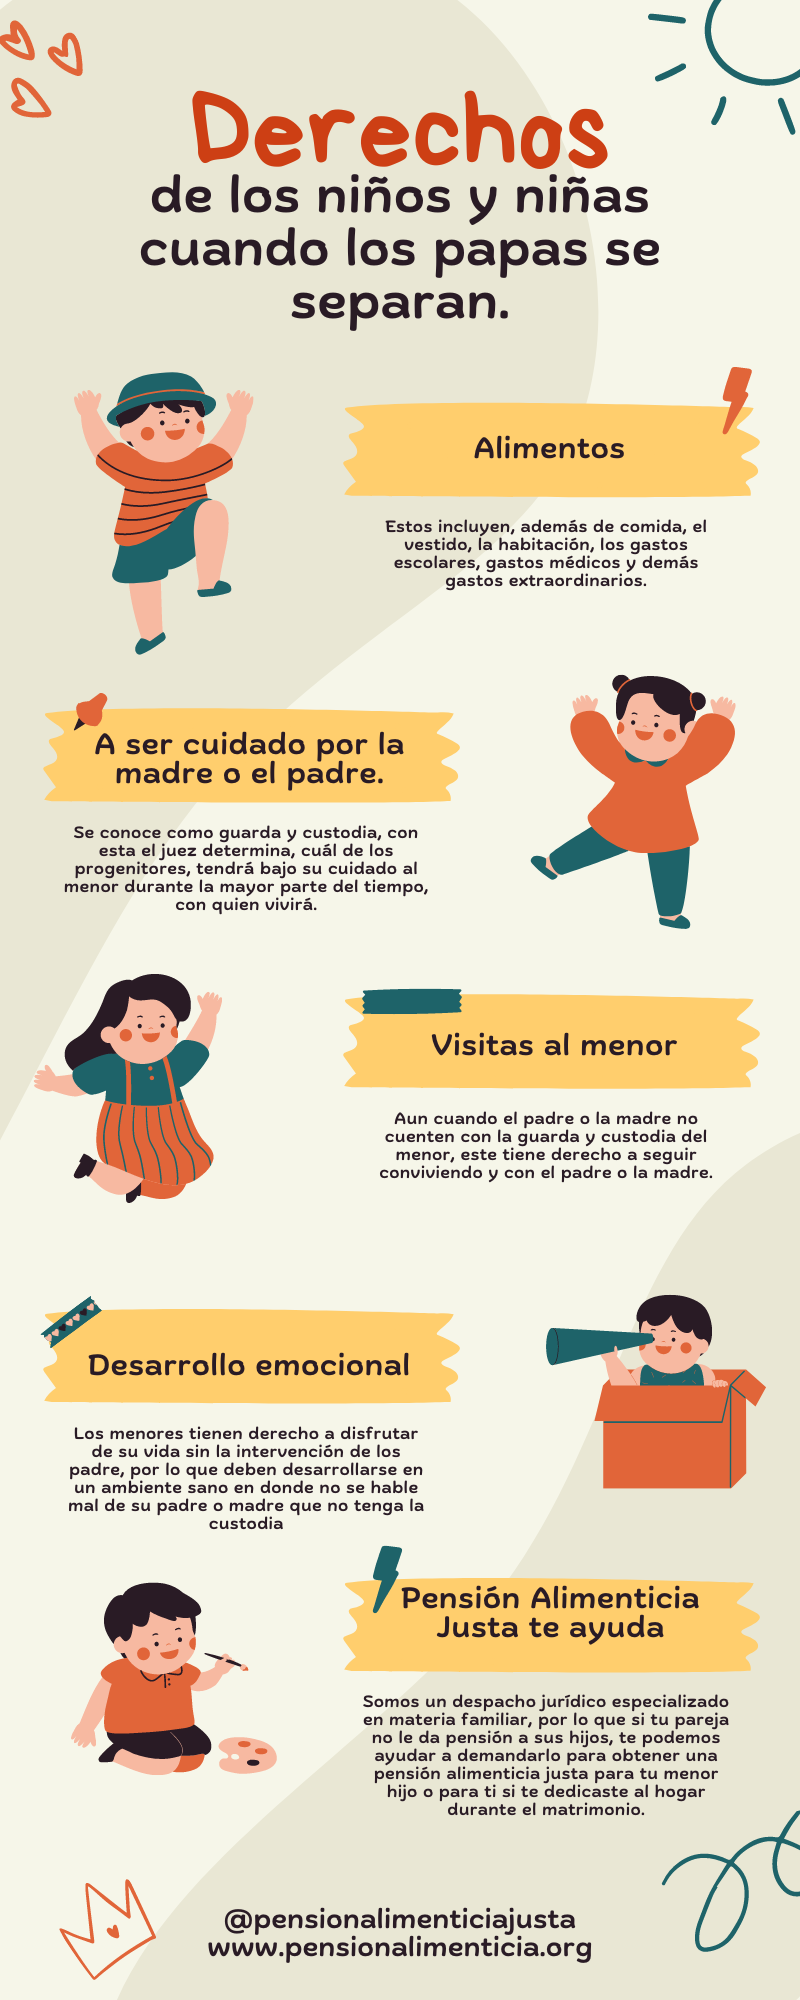 Derechos
de los niños y niñas
cuando los papas se
separan.
Alimentos
Estos incluyen, además de comida, el
vestido, la habitación, los gastos
escolares, gastos médicos y demás
gastos extraordinarios.
A ser cuidado por la
madre o el padre.
Se conoce como guarda y custodia, con
esta el juez determina, cuál de los
progenitores, tendrá bajo su cuidado al
menor durante la mayor parte del tiempo,
con quien vivirá.
Visitas al menor
Aun cuando el padre o la madre no
cuenten con la guarda y custodia del
menor, este tiene derecho a seguir
conviviendo y con el padre o la madre.
Desarrollo emocional
Los menores tienen derecho a disfrutar
de su vida sin la intervención de los
padre, por lo que deben desarrollarse en
un ambiente sano en donde no se hable
mal de su padre o madre que no tenga la
custodia
Pensión Alimenticia
Justa te ayuda
Somos un despacho jurídico especializado
en materia familiar, por lo que si tu pareja
no le da pensión a sus hijos, te podemos
ayudar a demandarlo para obtener una
pensión alimenticia justa para tu menor
hijo o para ti si te dedicaste al hogar
durante el matrimonio.
@pensionalimenticiajusta
www.pensionalimenticia.org